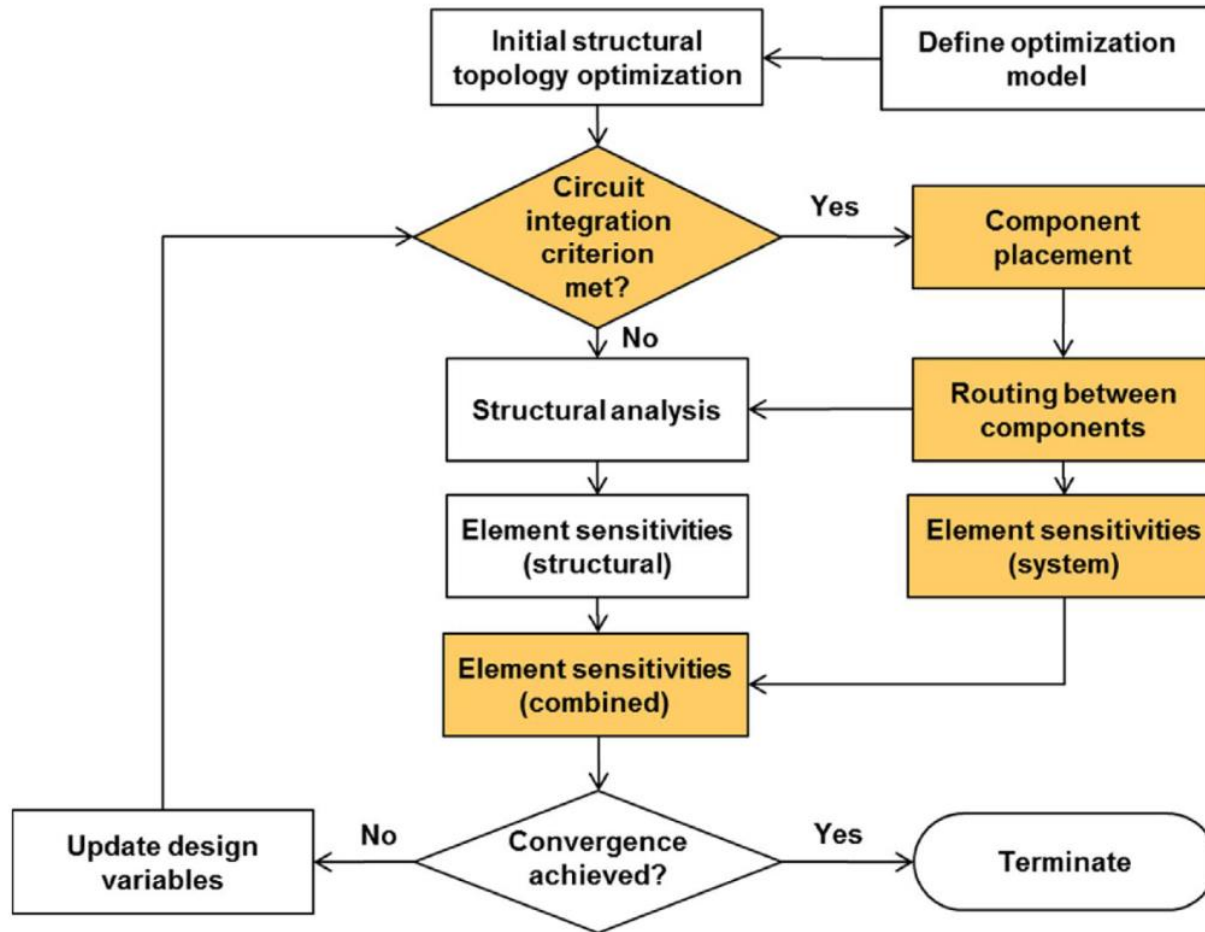 Initial structural
topology optimization
Define optimization
model
Circuit
integration
criterion
met?
Yes
Component
placement
No
Structural analysis
Routing between
components
Element sensitivities
(structural)
Element sensitivities
(system)
Element sensitivities
(combined)
Update design
variables
No
Convergence
achieved?
Yes
Terminate